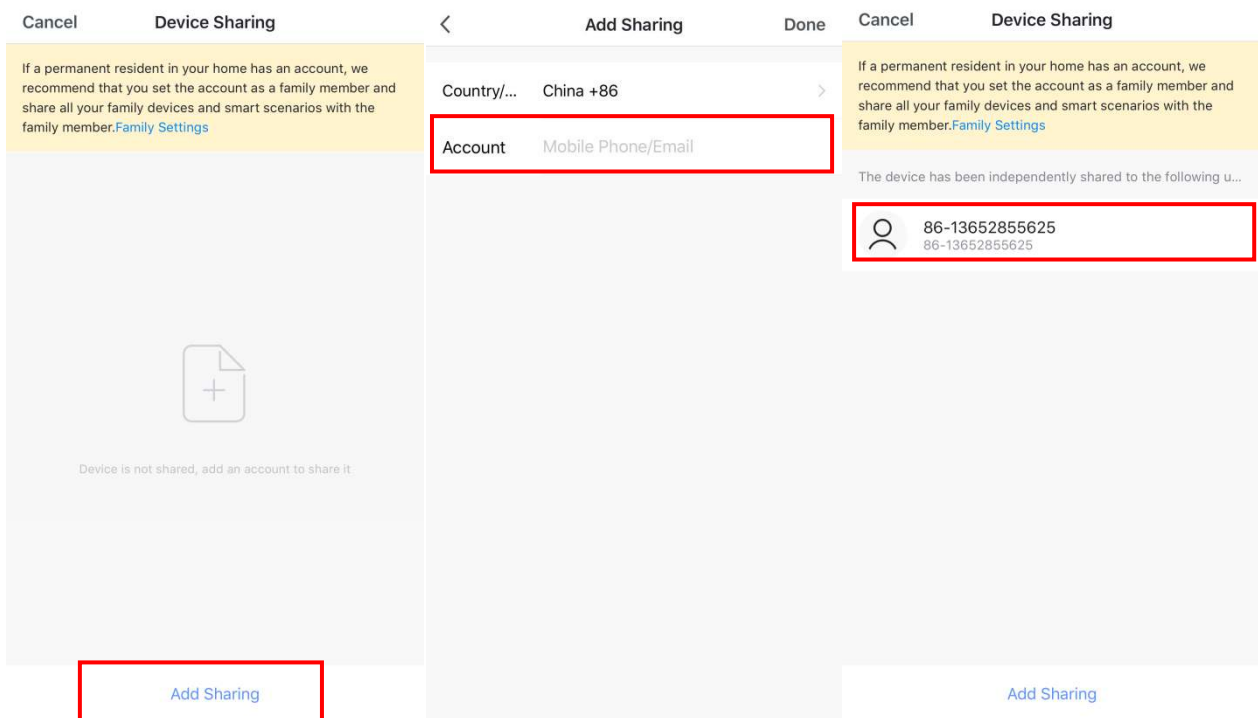 Cancel Device Sharing
If a permanent resident in your home has an account, we
recommend that you set the account as a family member and
share all your family devices and smart scenarios with the
family member.Family Settings
Device is not shared, add an account to share it
Add Sharing
Add Sharing Done
Country/... China +86
Account Mobile Phone/Email
Cancel Device Sharing
If a permanent resident in your home has an account, we
recommend that you set the account as a family member and
share all your family devices and smart scenarios with the
family member.Family Settings
The device has been independently shared to the following u...
86-13652855625
86-13652855625
Add Sharing